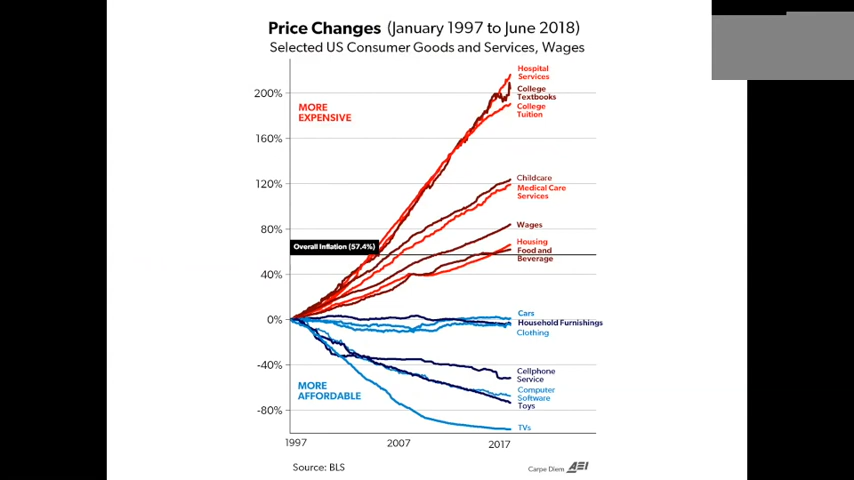 Price Changes (January 1997 to June 2018)
Selected US Consumer Goods and Services, Wages
200%
160%
120%
80%
40%
0%
-40%
-80%
MORE
EXPENSIVE
Overall Inflation (57.4%)
MORE
AFFORDABLE
Hospital
Services
College
Textbooks
College
Tuition
Childcare
Medical Care
Services
Wages
Housing
Food and
Beverage
Cars
Household Furnishings
Clothing
Cellphone
Service
Computer
Software
Toys
TVs
1997
2007
2017
Source: BLS
Carpe Diem AEI